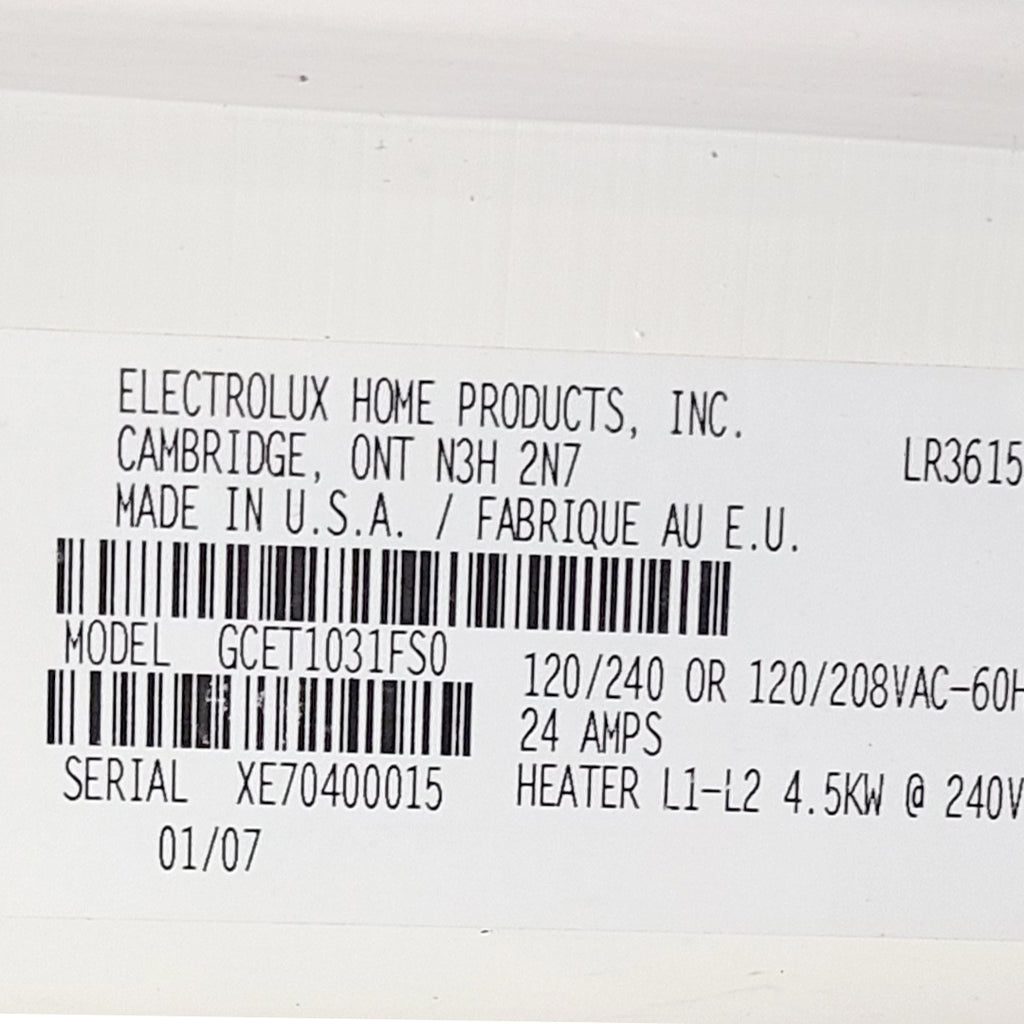 ELECTROLUX HOME PRODUCTS, INC.
CAMBRIDGE, ONT N3H 2N7
LR3615
MADE IN U.S.A. / FABRIQUE AU E.U.
MODEL GCET1031FS0
120/240 OR 120/208VAC-60H
24 AMPS
SERIAL XE70400015
HEATER L1-L2 4.5KW @ 240V
01/07